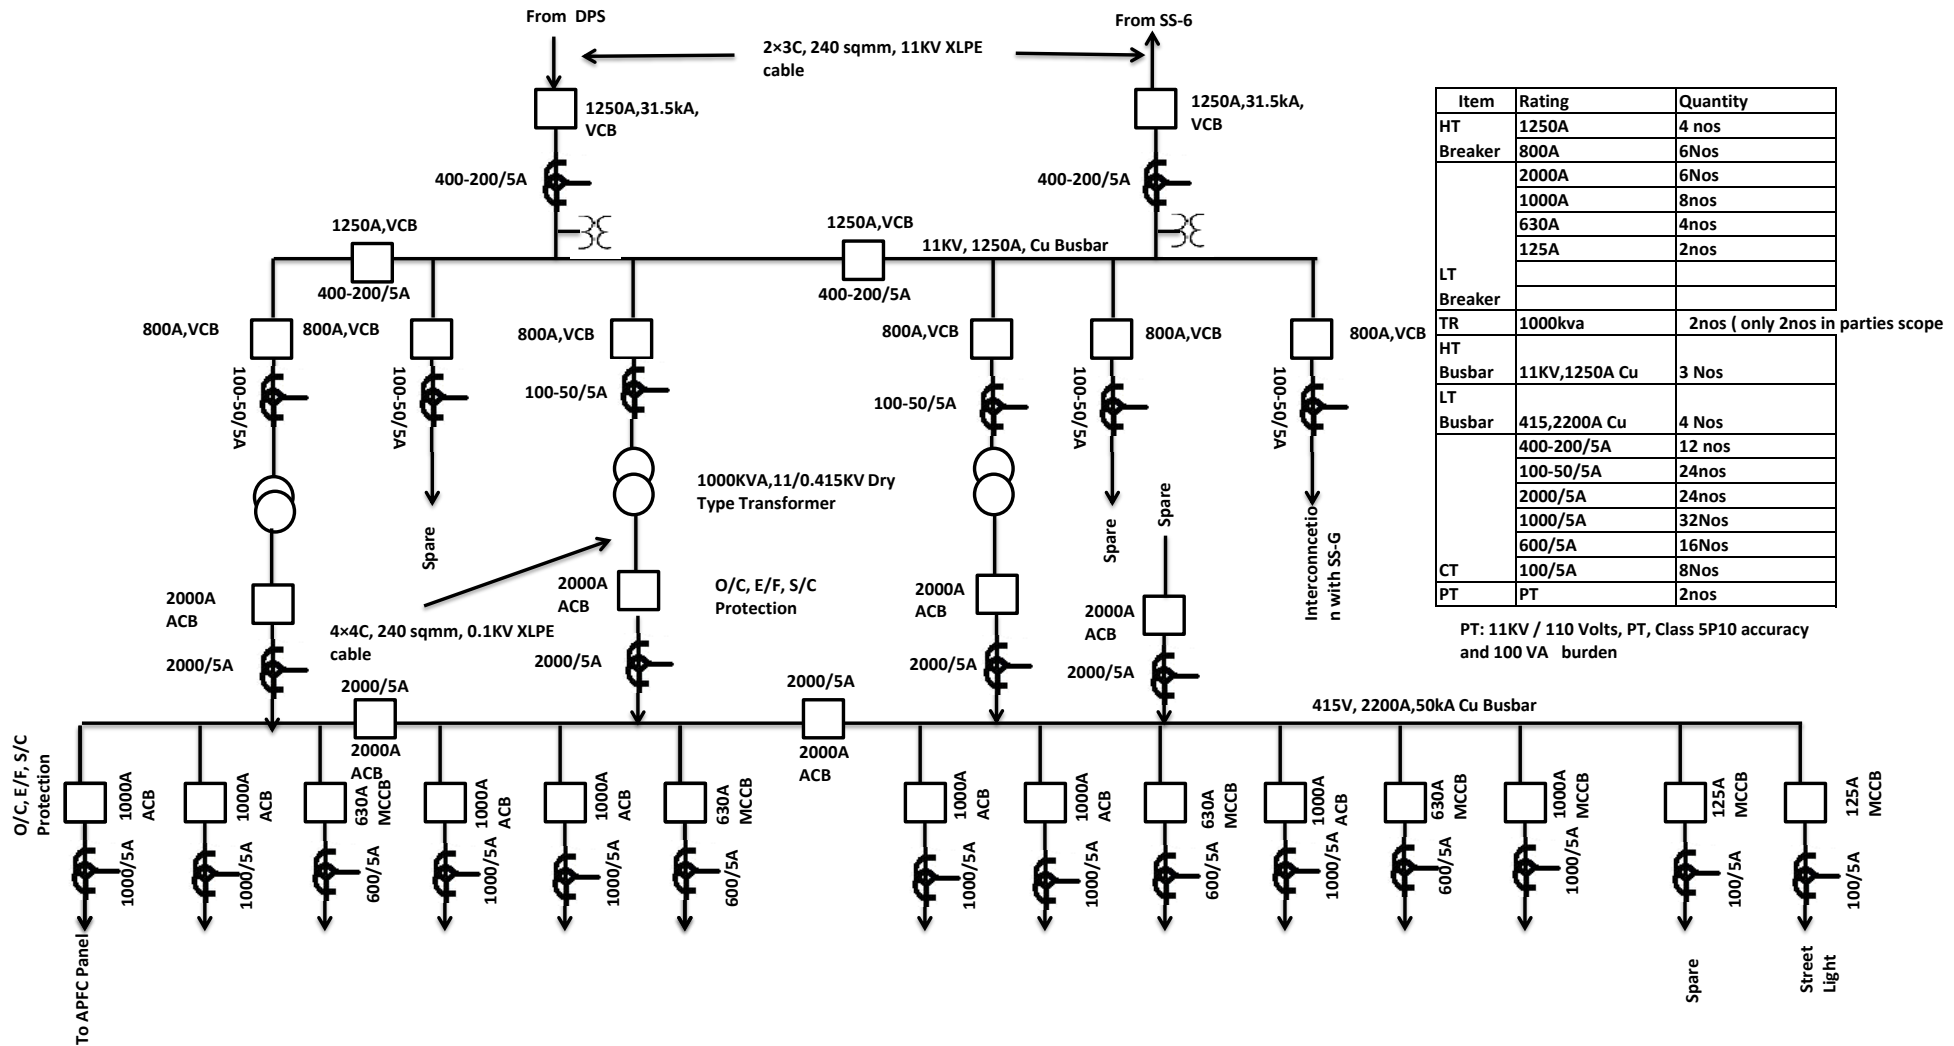 From  DPS
From SS-6
2×3C, 240 sqmm, 11KV XLPE
cable
1250A,31.5kA,
VCB
1250A,31.5kA,
VCB
400-200/5A
400-200/5A
1250A,VCB
1250A,VCB
11KV, 1250A, Cu Busbar
400-200/5A
400-200/5A
800A,VCB
800A,VCB
800A,VCB
800A,VCB
800A,VCB
800A,VCB
100-50/5A
100-50/5A
100-50/5A
100-50/5A
100-50/5A
100-50/5A
1000KVA,11/0.415KV Dry
Type Transformer
Spare
Spare
Spare
Interconncetio
n with SS-G
2000A
ACB
2000A
ACB
O/C, E/F, S/C
Protection
2000A
ACB
2000A
ACB
4×4C, 240 sqmm, 0.1KV XLPE
cable
2000/5A
2000/5A
2000/5A
2000/5A
2000/5A
2000/5A
415V, 2200A,50kA Cu Busbar
2000A
ACB
2000A
ACB
O/C, E/F, S/C
Protection
1000A
ACB
1000A
ACB
630A
MCCB
1000A
ACB
1000A
ACB
630A
MCCB
1000A
ACB
1000A
ACB
630A
MCCB
1000A
ACB
630A
MCCB
1000A
MCCB
125A
MCCB
125A
MCCB
1000/5A
1000/5A
600/5A
1000/5A
1000/5A
600/5A
1000/5A
1000/5A
600/5A
1000/5A
600/5A
1000/5A
100/5A
100/5A
To APFC Panel
Spare
Street
Light
Item Rating Quantity
HT 1250A 4 nos
Breaker 800A 6Nos
2000A 6Nos
1000A 8nos
630A 4nos
125A 2nos
LT
Breaker
TR 1000kva 2nos ( only 2nos in parties scope
HT
Busbar 11KV,1250A Cu 3 Nos
LT
Busbar 415,2200A Cu 4 Nos
400-200/5A 12 nos
100-50/5A 24nos
2000/5A 24nos
1000/5A 32Nos
600/5A 16Nos
CT 100/5A 8Nos
PT PT 2nos
PT: 11KV / 110 Volts, PT, Class 5P10 accuracy
and 100 VA   burden